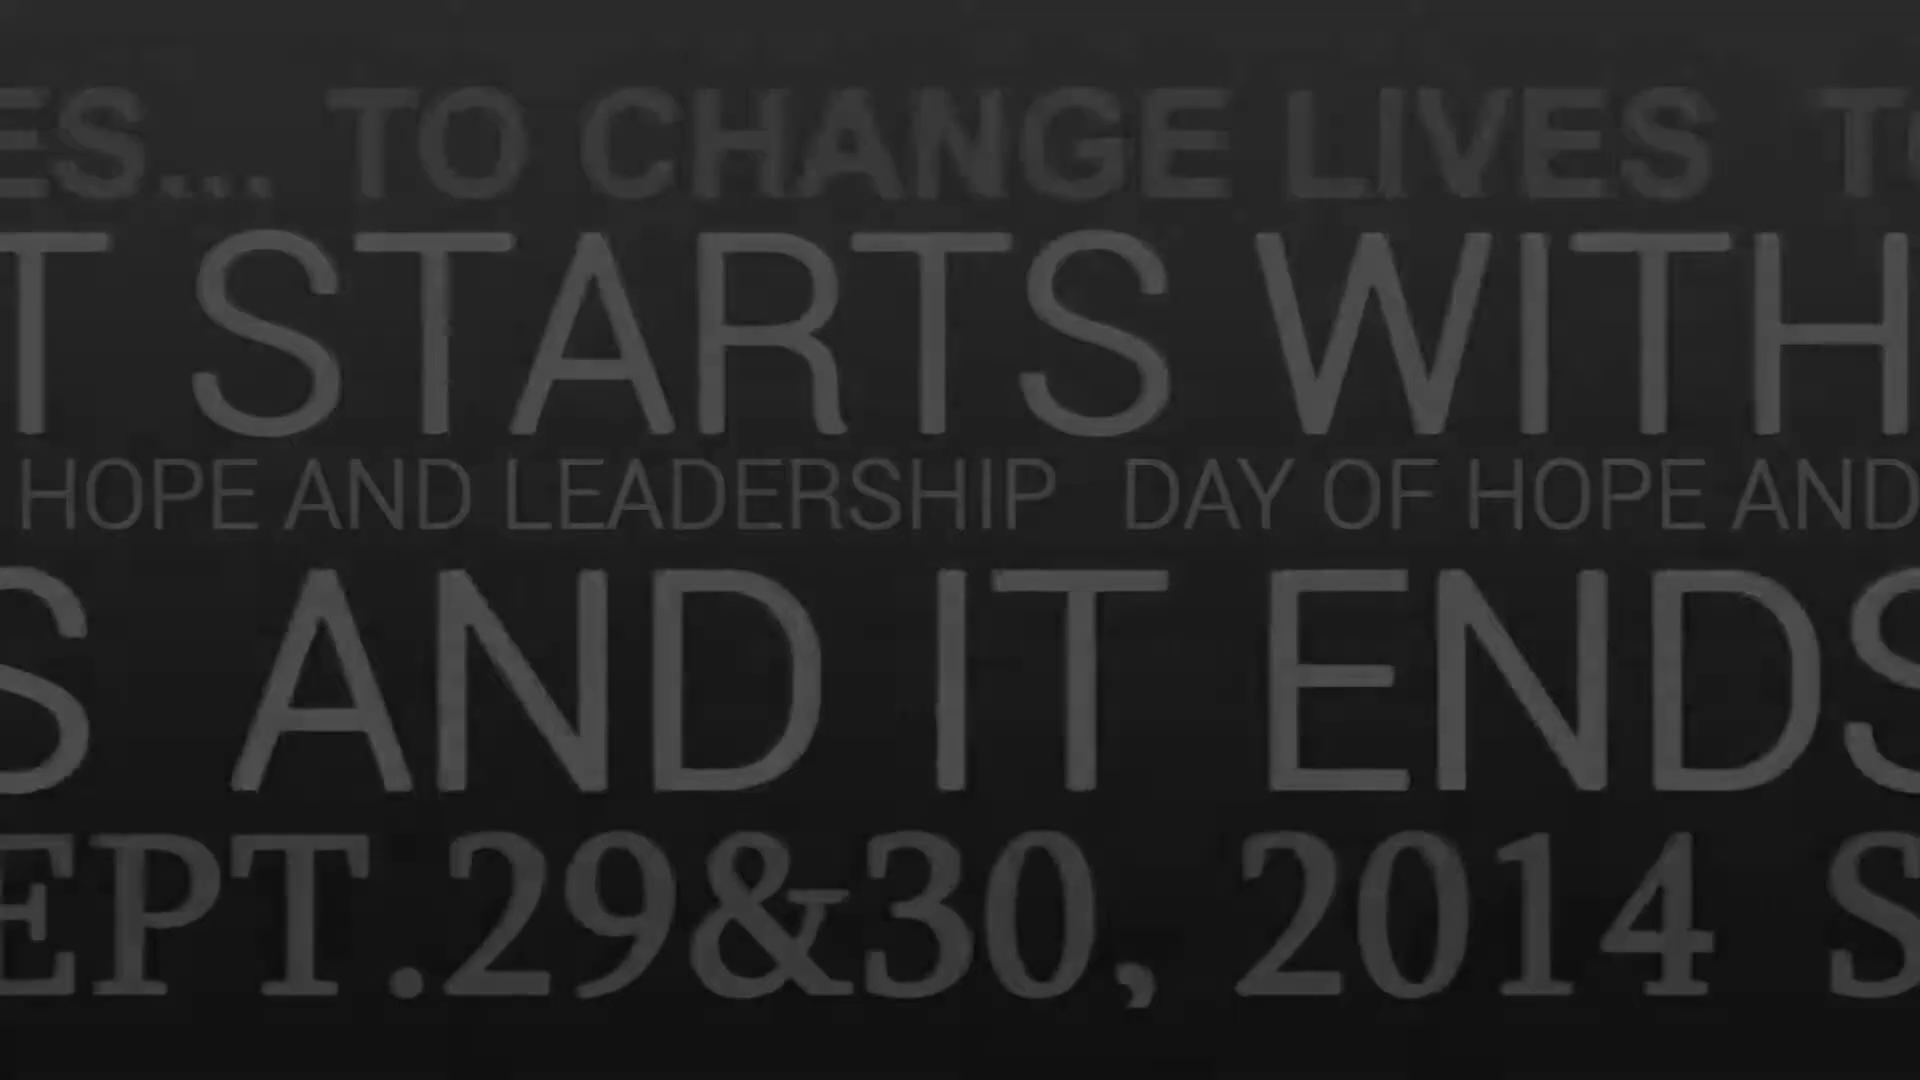 ES... TO CHANGE LIVES TO
T STARTS WITH
HOPE AND LEADERSHIP DAY OF HOPE AND
S AND IT ENDS
EPT.29&30, 2014 S